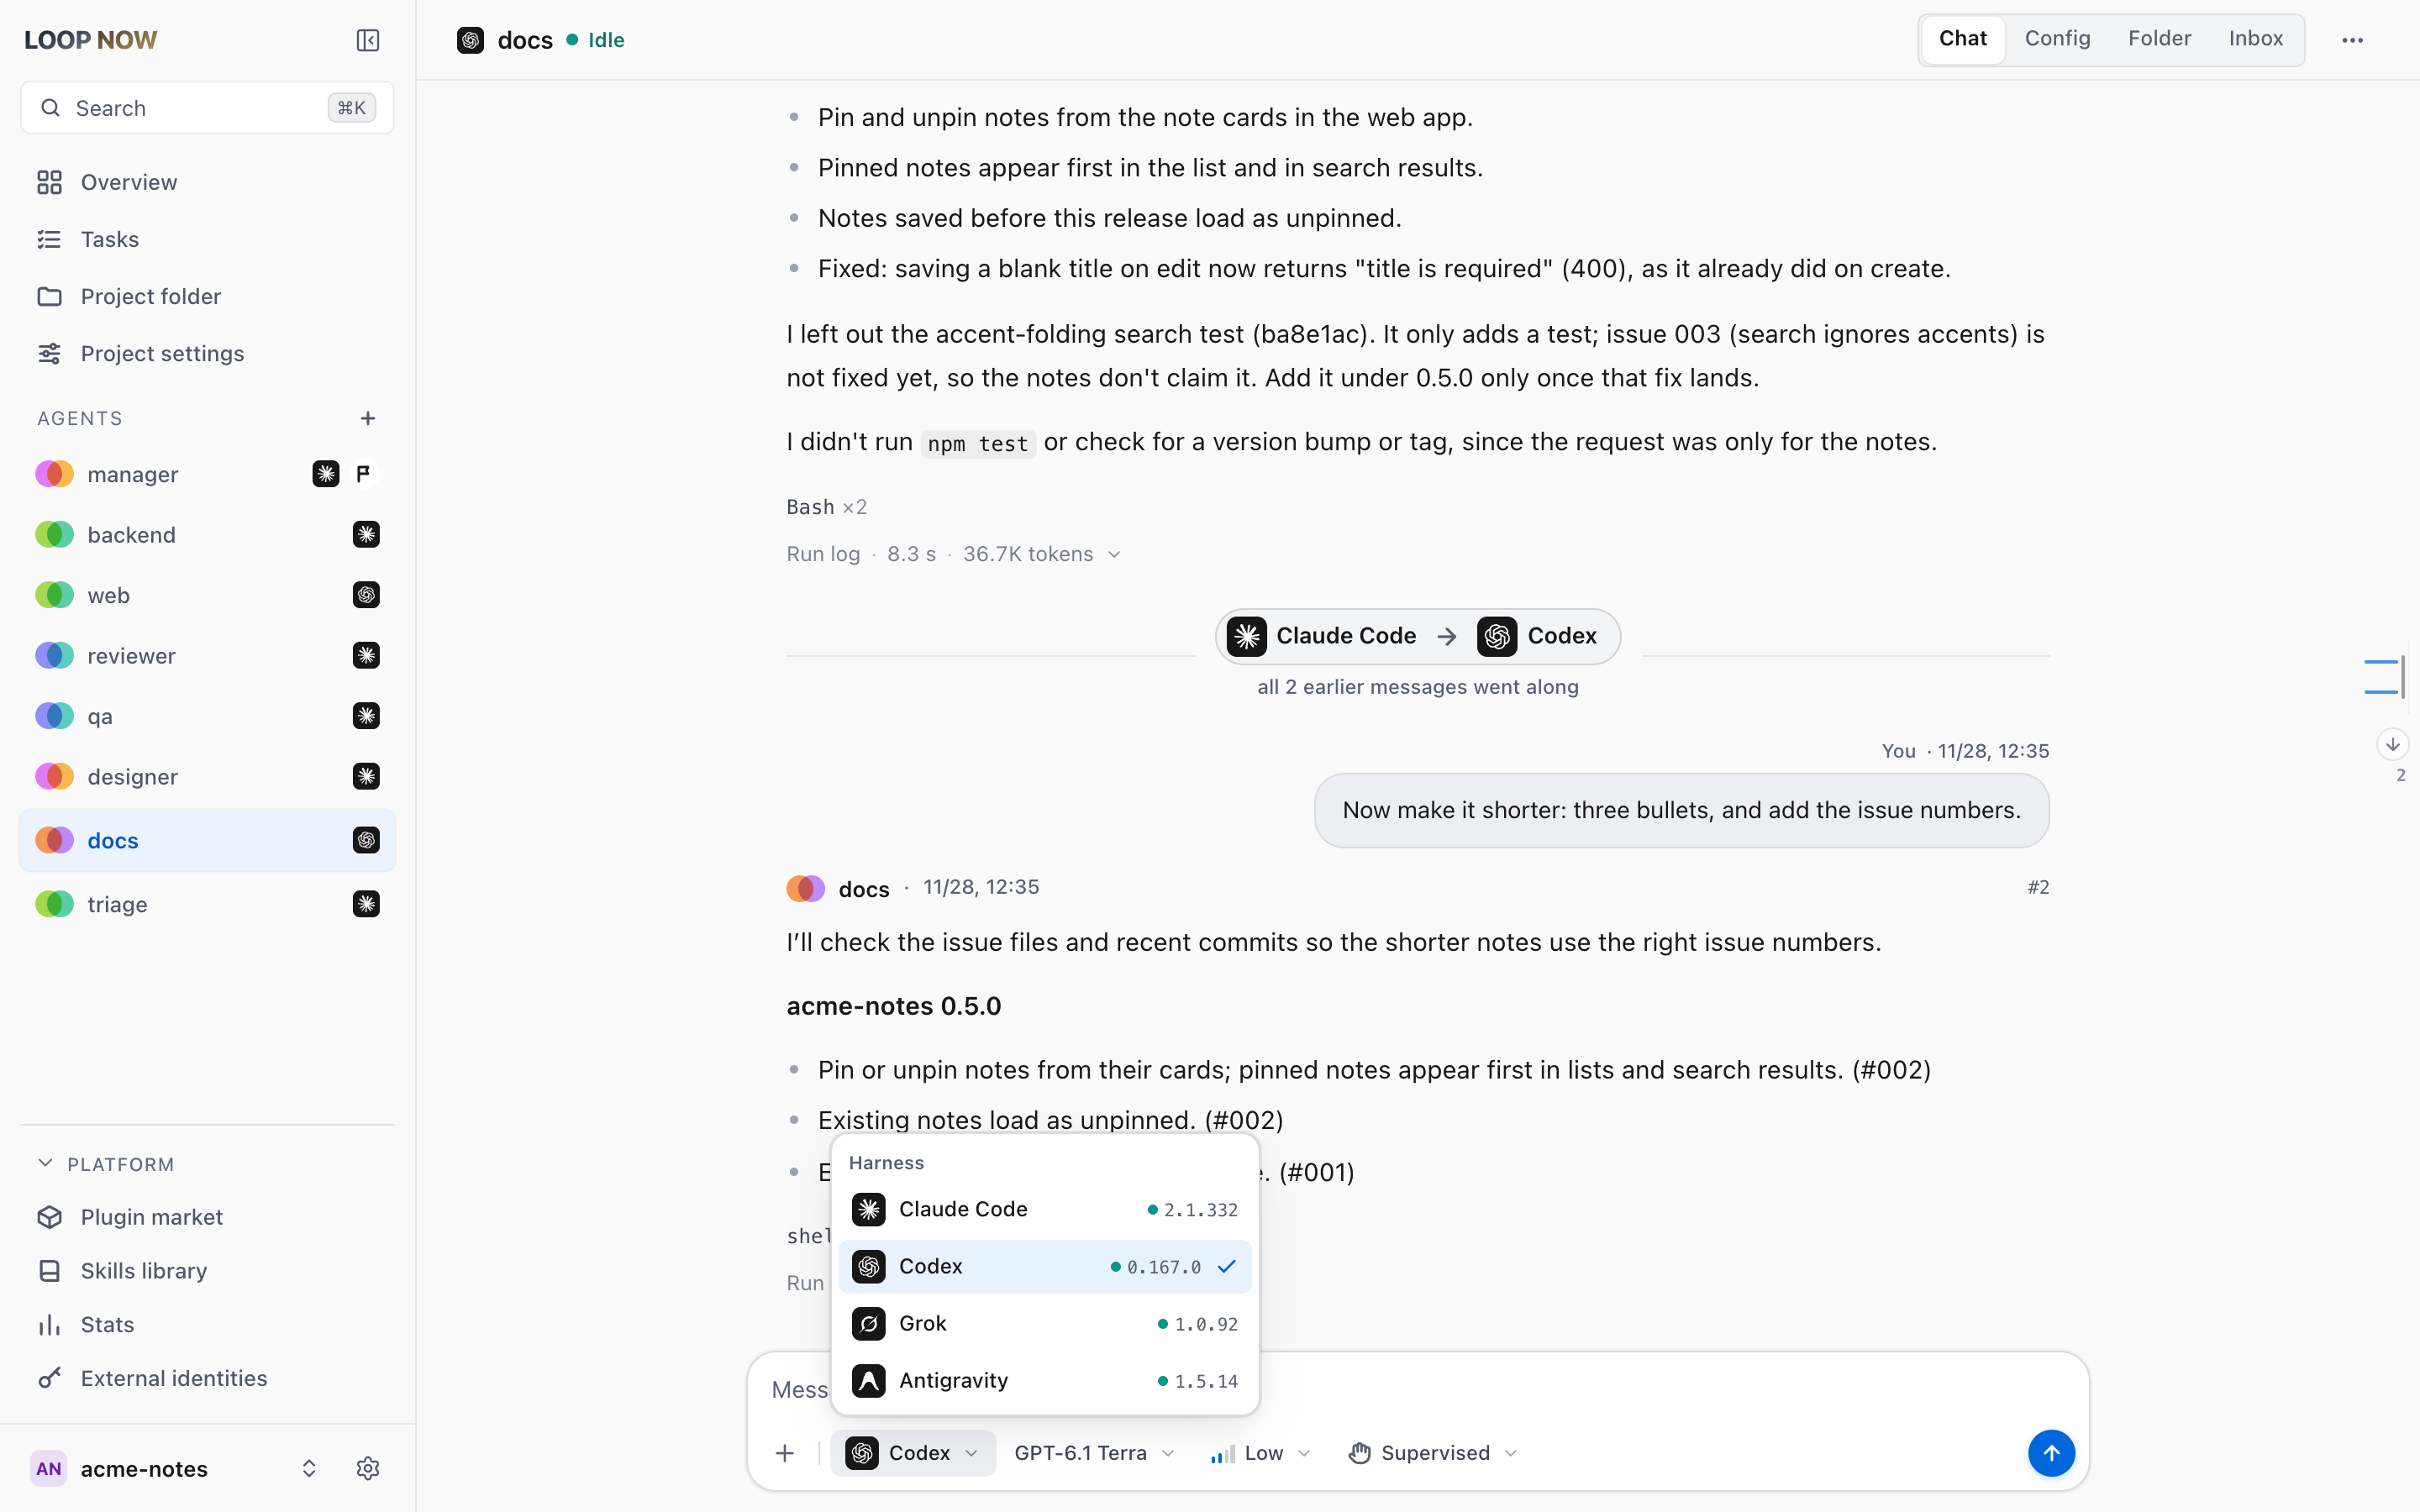 LOOP NOW
Search
⌘K
Overview
Tasks
Project folder
Project settings
AGENTS
manager
backend
web
reviewer
qa
designer
docs
triage
PLATFORM
Plugin market
Skills library
Stats
External identities
AN
acme-notes
docs
Idle
Chat
Config
Folder
Inbox
Pin and unpin notes from the note cards in the web app.
Pinned notes appear first in the list and in search results.
Notes saved before this release load as unpinned.
Fixed: saving a blank title on edit now returns "title is required" (400), as it already did on create.
I left out the accent-folding search test (ba8e1ac). It only adds a test; issue 003 (search ignores accents) is
not fixed yet, so the notes don't claim it. Add it under 0.5.0 only once that fix lands.
I didn't run npm test or check for a version bump or tag, since the request was only for the notes.
Bash ×2
Run log · 8.3 s · 36.7K tokens
Claude Code → Codex
all 2 earlier messages went along
You · 11/28, 12:35
Now make it shorter: three bullets, and add the issue numbers.
2
docs · 11/28, 12:35
#2
I’ll check the issue files and recent commits so the shorter notes use the right issue numbers.
acme-notes 0.5.0
Pin or unpin notes from their cards; pinned notes appear first in lists and search results. (#002)
Existing notes load as unpinned. (#002)
(#001)
Run
Harness
Claude Code 2.1.332
Codex 0.167.0
Grok 1.0.92
Antigravity 1.5.14
Codex
GPT-6.1 Terra
Low
Supervised